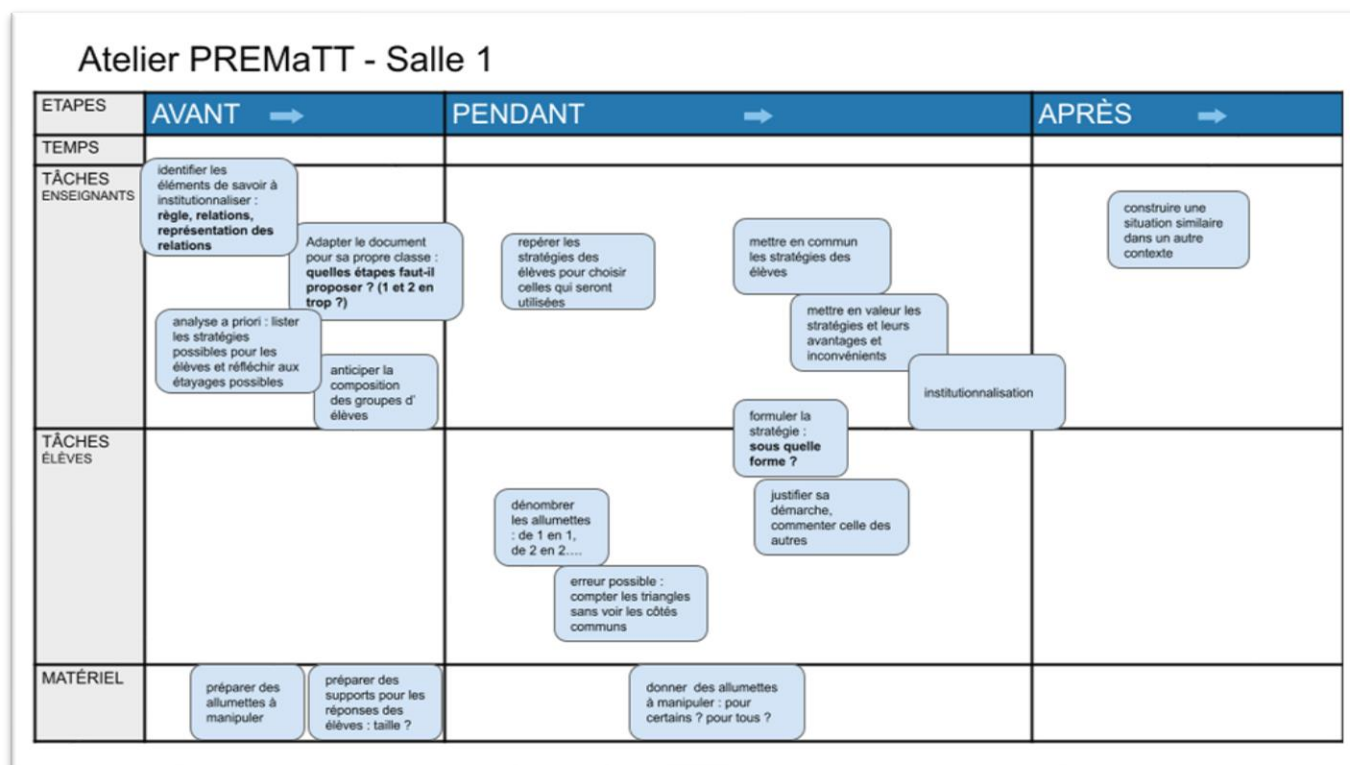 Atelier PREMaTT - Salle 1
ETAPES
AVANT
PENDANT
APRÈS
TEMPS
TÂCHES
ENSEIGNANTS
identifier les
éléments de savoir à
institutionnaliser :
règle, relations,
représentation des
relations
Adapter le document
pour sa propre classe :
quelles étapes faut-il
proposer ? (1 et 2 en
trop ?)
analyse a priori : lister
les stratégies
possibles pour les
élèves et réfléchir aux
étayages possibles
anticiper la
composition
des groupes d'
élèves
repérer les
stratégies des
élèves pour choisir
celles qui seront
utilisées
mettre en commun
les stratégies des
élèves
mettre en valeur les
stratégies et leurs
avantages et
inconvénients
institutionnalisation
construire une
situation similaire
dans un autre
contexte
TÂCHES
ÉLÈVES
formuler la
stratégie :
sous quelle
forme ?
dénombrer
les allumettes
: de 1 en 1,
de 2 en 2....
justifier sa
démarche,
commenter celle des
autres
erreur possible :
compter les triangles
sans voir les côtés
communs
MATÉRIEL
préparer des
allumettes à
manipuler
préparer des
supports pour les
réponses des
élèves : taille ?
donner des allumettes
à manipuler : pour
certains ? pour tous ?